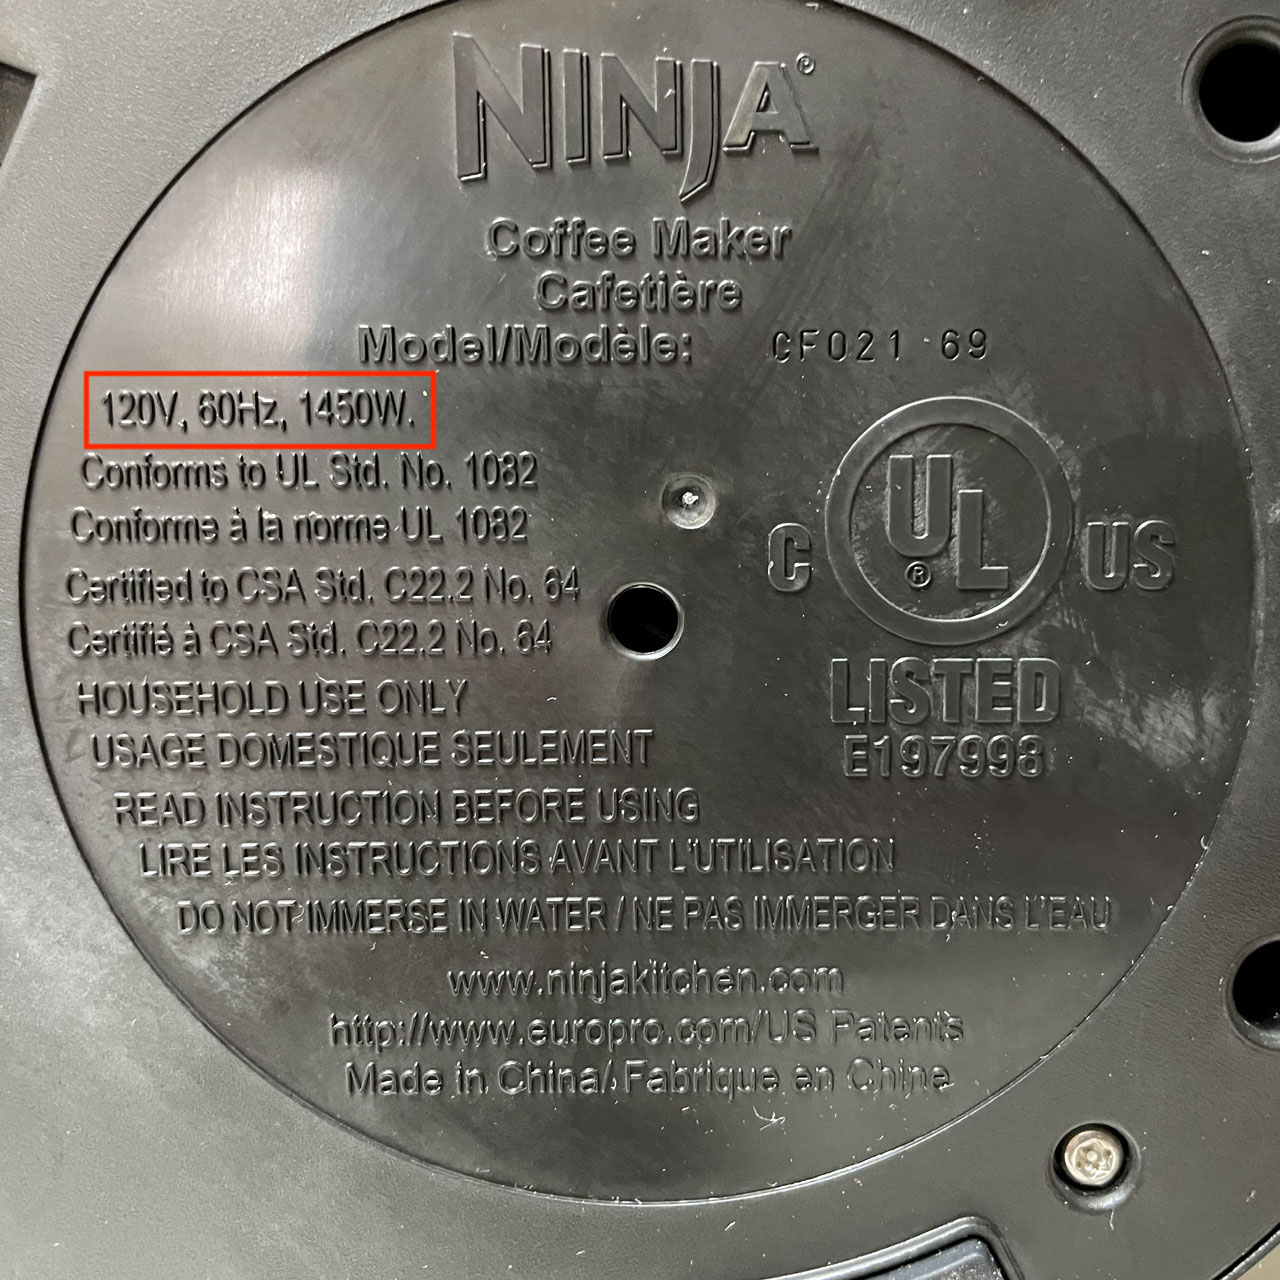 NINJA®
Coffee Maker
Cafetière
Model/Modèle: CF021 69
120V, 60Hz, 1450W.
Conforms to UL Std. No. 1082
Conforme à la norme UL 1082
Certified to CSA Std. C22.2 No. 64
Certifié à CSA Std. C22.2 No. 64
C UL® US
LISTED
E197998
HOUSEHOLD USE ONLY
USAGE DOMESTIQUE SEULEMENT
READ INSTRUCTION BEFORE USING
LIRE LES INSTRUCTIONS AVANT L'UTILISATION
DO NOT IMMERSE IN WATER / NE PAS IMMERGER DANS L'EAU
www.ninjakitchen.com
http://www.europro.com/US Patents
Made in China/ Fabrique en Chine